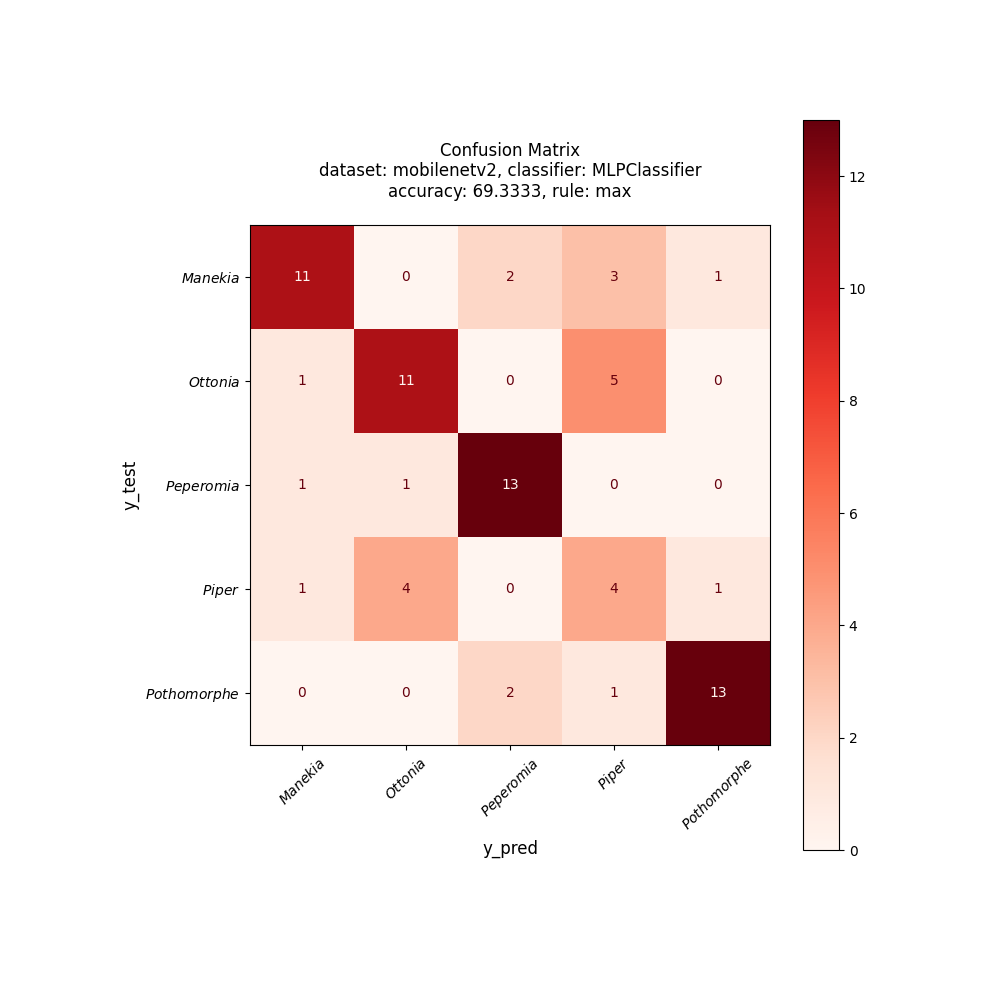 Confusion Matrix
dataset: mobilenetv2, classifier: MLPClassifier
accuracy: 69.3333, rule: max
y_test
Manekia 11 0 2 3 1
Ottonia 1 11 0 5 0
Peperomia 1 1 13 0 0
Piper 1 4 0 4 1
Pothomorphe 0 0 2 1 13
Manekia Ottonia Peperomia Piper Pothomorphe
y_pred
12
10
8
6
4
2
0